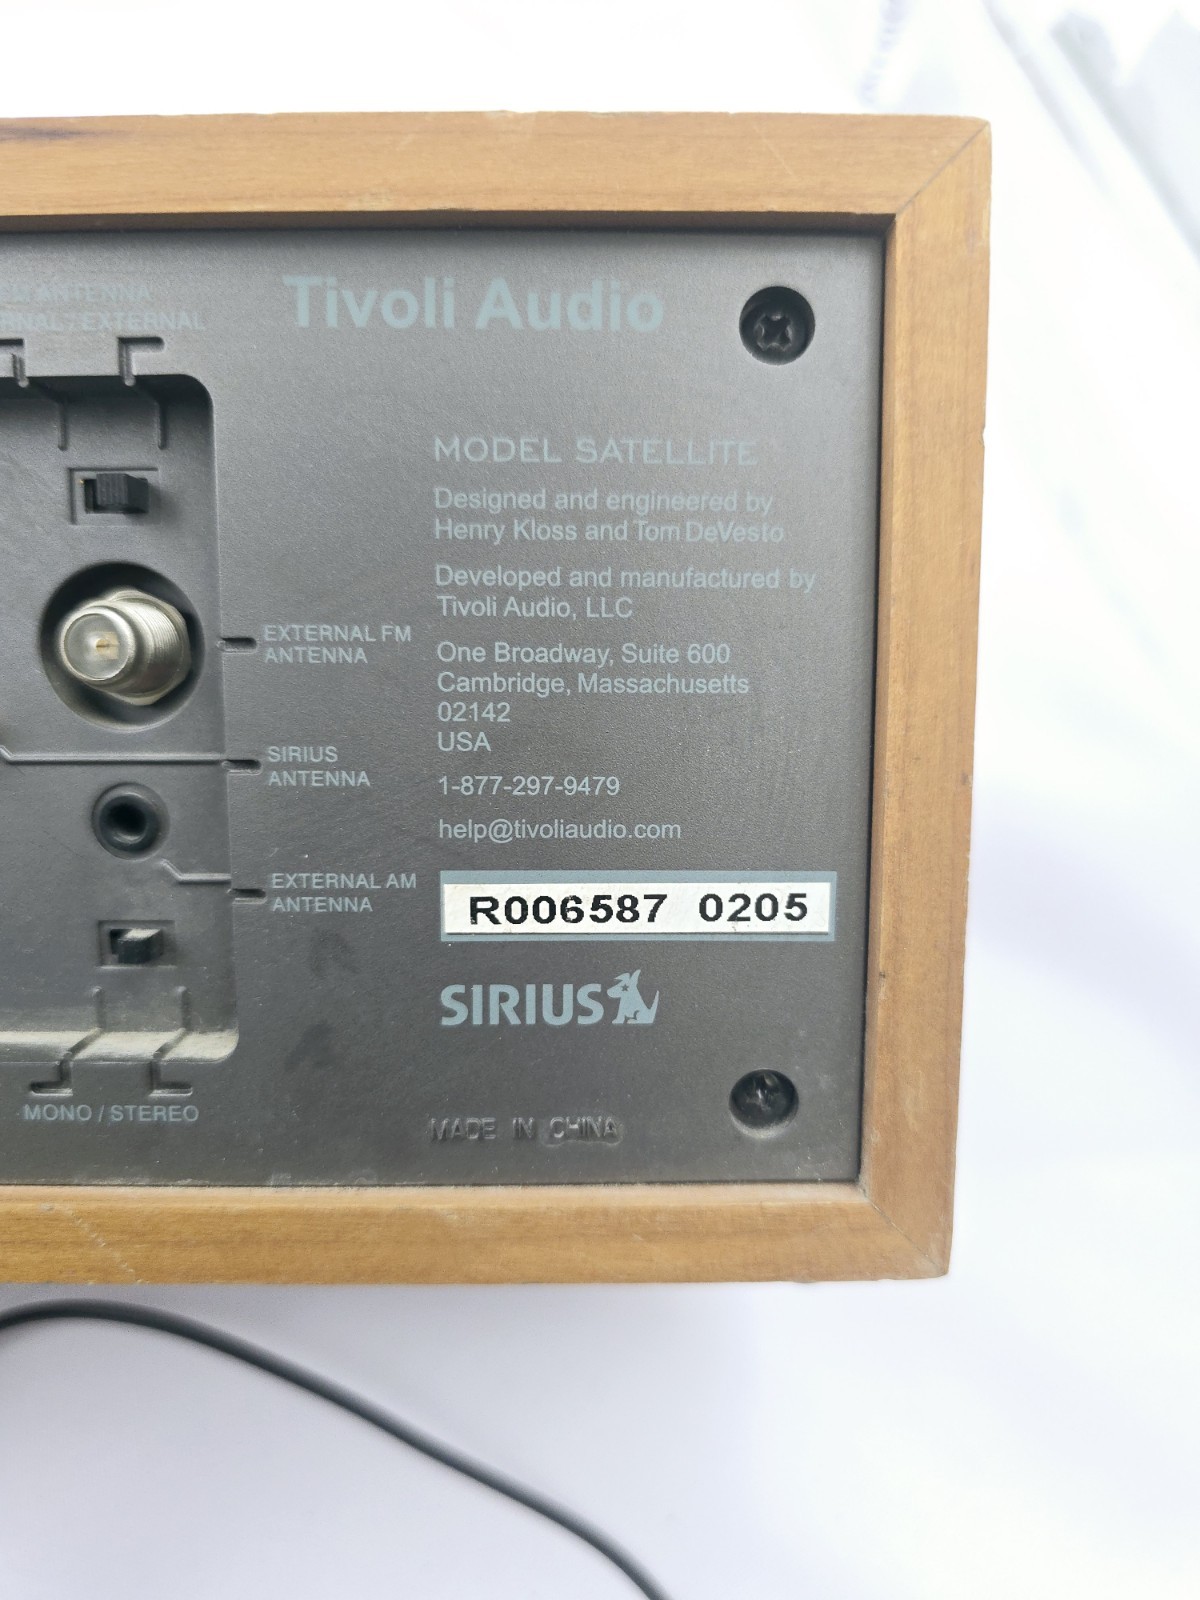 Tivoli Audio
ANTENNA
/ EXTERNAL
MODEL SATELLITE
Designed and engineered by
Henry Kloss and Tom DeVesto
Developed and manufactured by
Tivoli Audio, LLC
One Broadway, Suite 600
Cambridge, Massachusetts
02142
USA
1-877-297-9479
help@tivoliaudio.com
EXTERNAL FM
ANTENNA
SIRIUS
ANTENNA
EXTERNAL AM
ANTENNA
R006587 0205
SIRIUS
MONO / STEREO
MADE IN CHINA